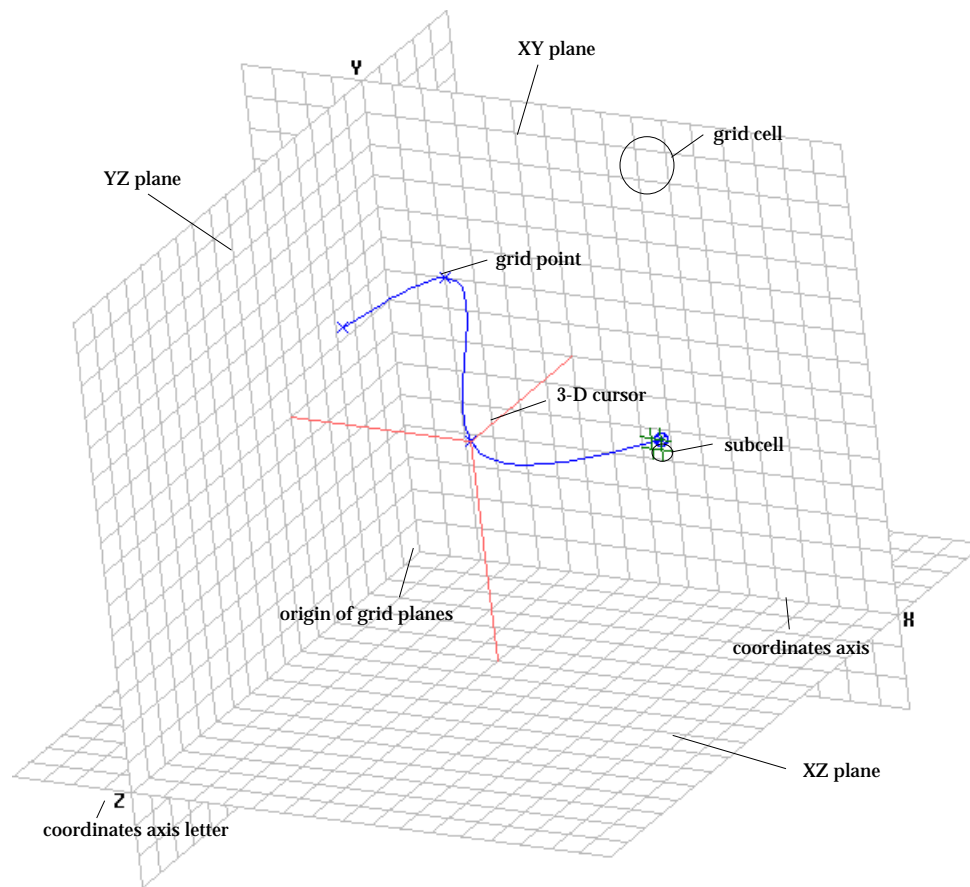 XY plane
Y
grid cell
YZ plane
grid point
3-D cursor
subcell
origin of grid planes
X
coordinates axis
XZ plane
Z
coordinates axis letter